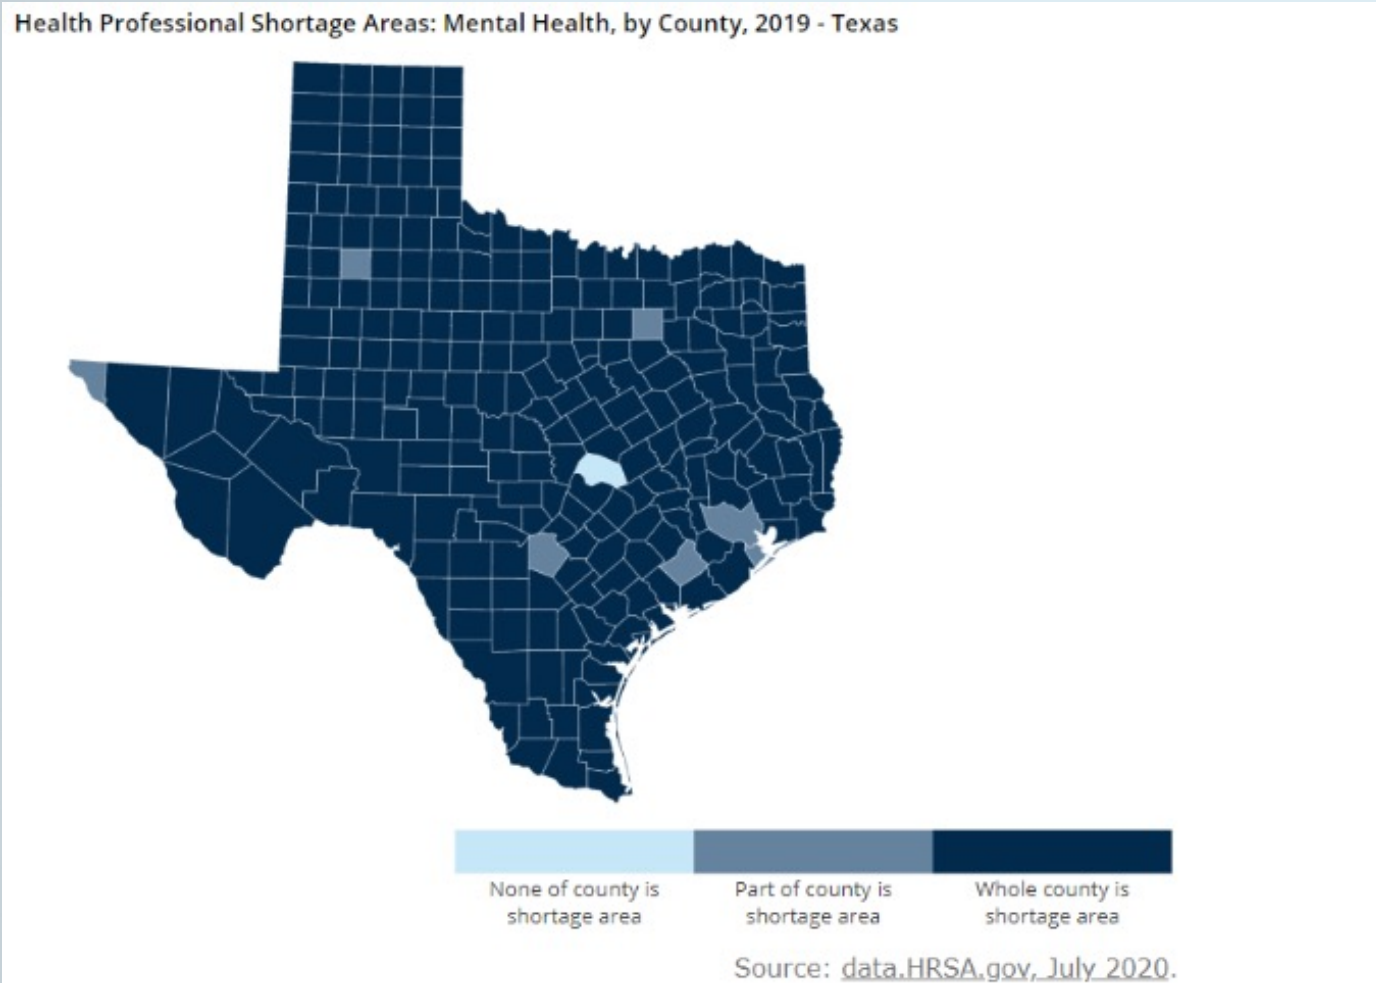 Health Professional Shortage Areas: Mental Health, by County, 2019 - Texas
None of county is
shortage area
Part of county is
shortage area
Whole county is
shortage area
Source: data.HRSA.gov, July 2020.